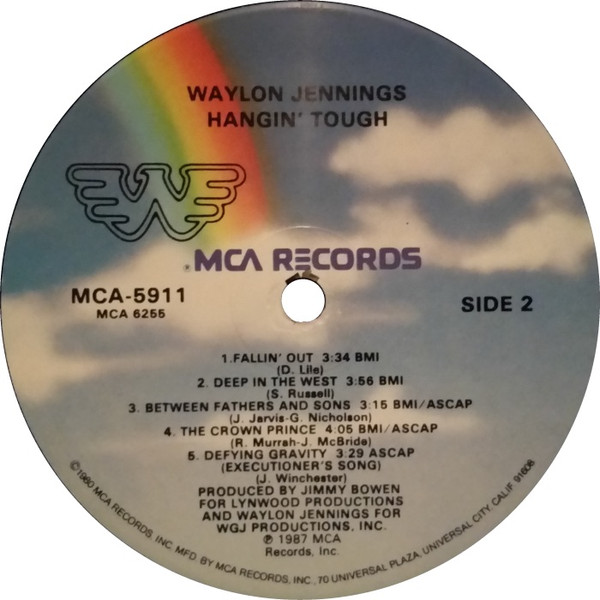 WAYLON JENNINGS
HANGIN' TOUGH
W
® MCA RECORDS
MCA-5911
MCA 6255
SIDE 2
1.FALLIN' OUT 3:34 BMI
(D. Lile)
2. DEEP IN THE WEST 3:56 BMI
(S. Russell)
3. BETWEEN FATHERS AND SONS 3:15 BMI/ASCAP
(J. Jarvis-G. Nicholson)
4. THE CROWN PRINCE 4:05 BMI/ASCAP
(R. Murrah-J. McBride)
5. DEFYING GRAVITY 3:29 ASCAP
(EXECUTIONER'S SONG)
(J. Winchester)
PRODUCED BY JIMMY BOWEN
FOR LYNWOOD PRODUCTIONS
AND WAYLON JENNINGS FOR
WGJ PRODUCTIONS, INC.
℗ 1987 MCA
Records, Inc.
©1980 MCA RECORDS, INC. MFD. BY MCA RECORDS, INC., 70 UNIVERSAL PLAZA, UNIVERSAL CITY, CALIF. 91608